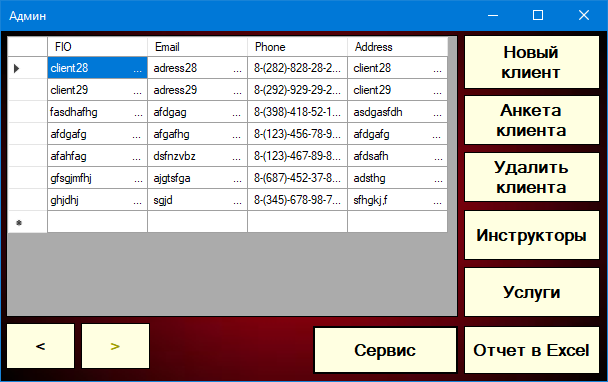 Админ
FIO Email Phone Address
client28 ... adress28 ... 8-(282)-828-28-2... client28 ...
client29 ... adress29 ... 8-(292)-929-29-2... client29 ...
fasdhafhg ... afdgag ... 8-(398)-418-52-1... asdgasfdh ...
afdgafg ... afgafhg ... 8-(123)-456-78-9... afdgafg ...
afahfag ... dsfnzvbz ... 8-(123)-467-89-8... afdsafh ...
gfsgjmfhj ... ajgtsfga ... 8-(687)-452-37-8... adsthg ...
ghjdhj ... sgjd ... 8-(345)-678-98-7... sfhgkj,f ...
*
Новый
клиент
Анкета
клиента
Удалить
клиента
Инструкторы
Услуги
< > Сервис Отчет в Excel